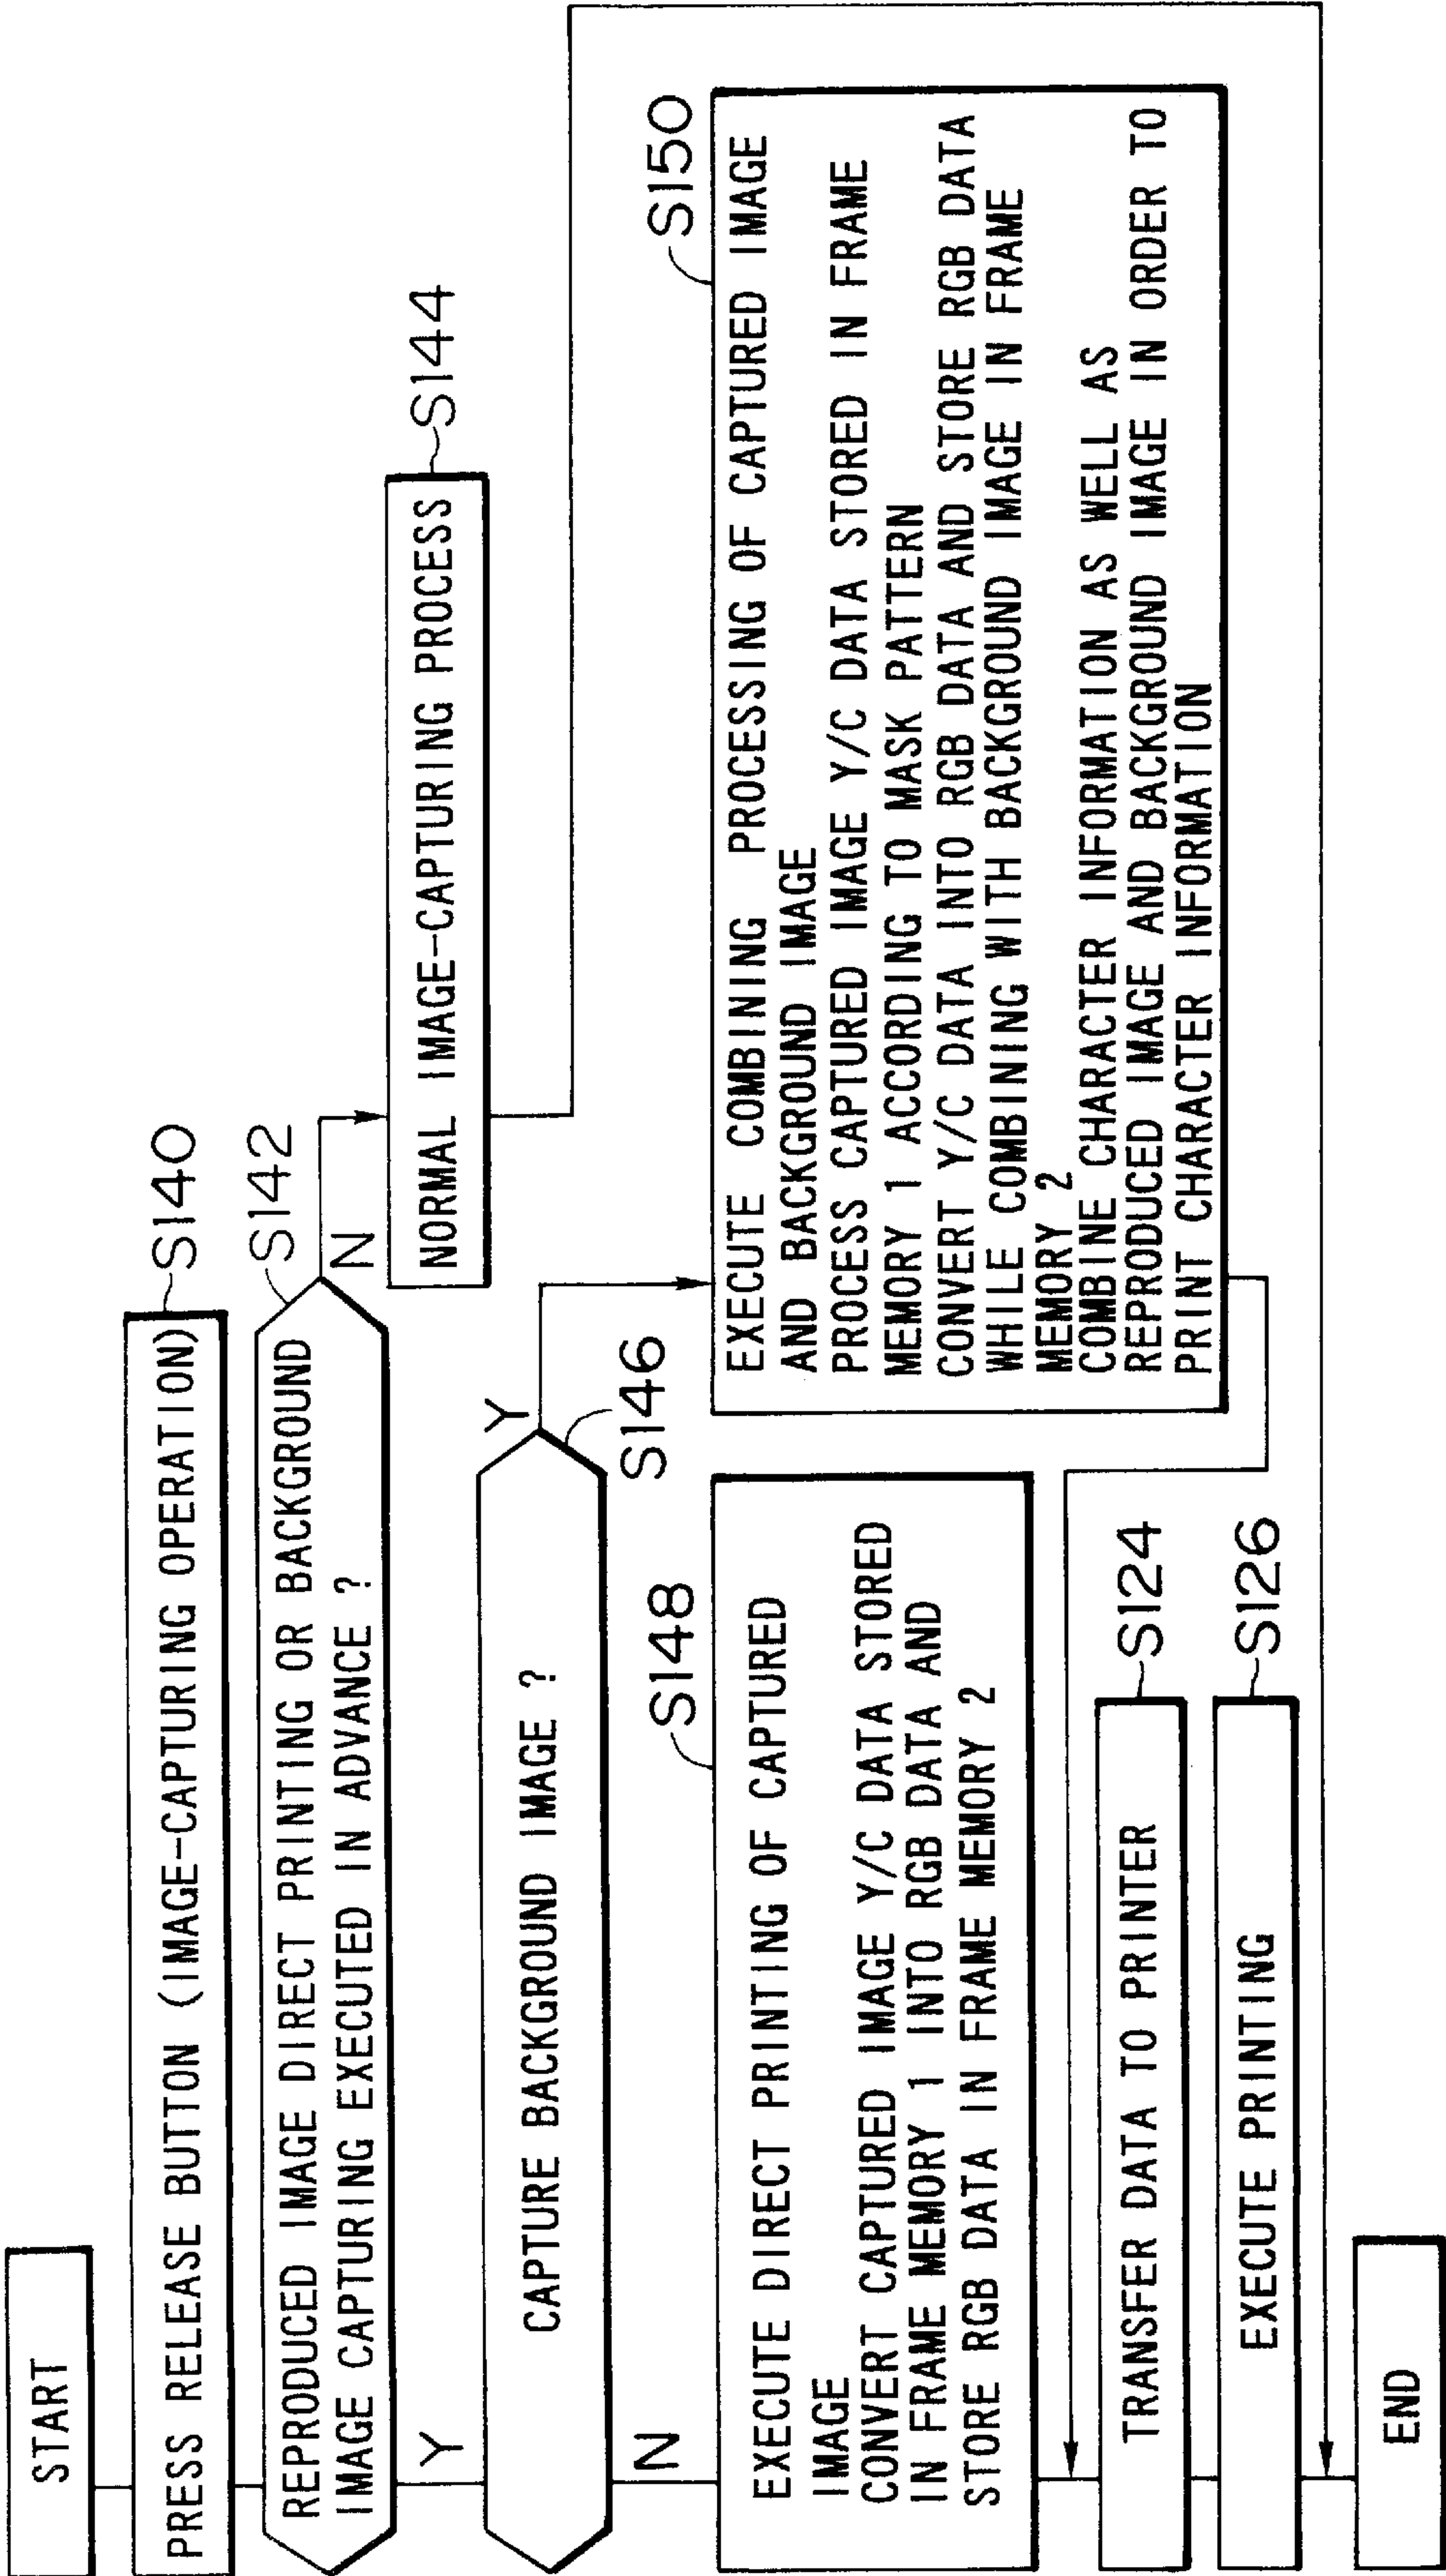 START
PRESS RELEASE BUTTON (IMAGE-CAPTURING OPERATION)
S140
REPRODUCED IMAGE DIRECT PRINTING OR BACKGROUND
IMAGE CAPTURING EXECUTED IN ADVANCE ?
S142
N
NORMAL IMAGE-CAPTURING PROCESS
S144
Y
CAPTURE BACKGROUND IMAGE ?
Y
S146
N
S148
EXECUTE DIRECT PRINTING OF CAPTURED
IMAGE
CONVERT CAPTURED IMAGE Y/C DATA STORED
IN FRAME MEMORY 1 INTO RGB DATA AND
STORE RGB DATA IN FRAME MEMORY 2
S150
EXECUTE COMBINING PROCESSING OF CAPTURED IMAGE
AND BACKGROUND IMAGE
PROCESS CAPTURED IMAGE Y/C DATA STORED IN FRAME
MEMORY 1 ACCORDING TO MASK PATTERN
CONVERT Y/C DATA INTO RGB DATA AND STORE RGB DATA
WHILE COMBINING WITH BACKGROUND IMAGE IN FRAME
MEMORY 2
COMBINE CHARACTER INFORMATION AS WELL AS
REPRODUCED IMAGE AND BACKGROUND IMAGE IN ORDER TO
PRINT CHARACTER INFORMATION
TRANSFER DATA TO PRINTER
S124
EXECUTE PRINTING
S126
END